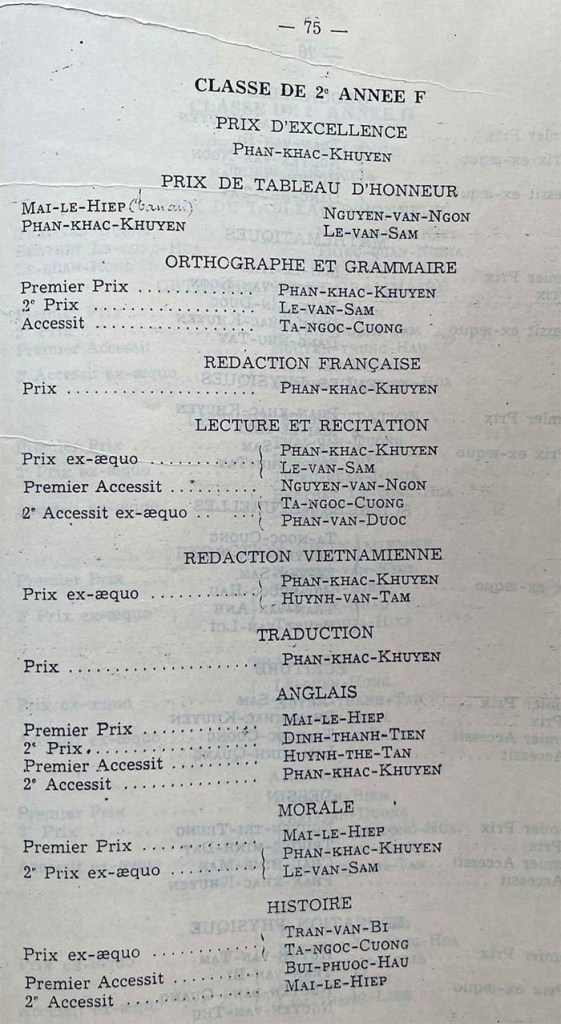 — 75 —
CLASSE DE 2e ANNEE F
PRIX D'EXCELLENCE
PHAN-KHAC-KHUYEN
PRIX DE TABLEAU D'HONNEUR
MAI-LE-HIEP NGUYEN-VAN-NGON
PHAN-KHAC-KHUYEN LE-VAN-SAM
ORTHOGRAPHE ET GRAMMAIRE
Premier Prix .......... PHAN-KHAC-KHUYEN
2e Prix .......... LE-VAN-SAM
Accessit .......... TA-NGOC-CUONG
REDACTION FRANÇAISE
Prix .......... PHAN-KHAC-KHUYEN
LECTURE ET RECITATION
Prix ex-æquo .......... { PHAN-KHAC-KHUYEN
LE-VAN-SAM
Premier Accessit .......... NGUYEN-VAN-NGON
2e Accessit ex-æquo .......... { TA-NGOC-CUONG
PHAN-VAN-DUOC
REDACTION VIETNAMIENNE
Prix ex-æquo .......... { PHAN-KHAC-KHUYEN
HUYNH-VAN-TAM
TRADUCTION
Prix .......... PHAN-KHAC-KHUYEN
ANGLAIS
Premier Prix .......... MAI-LE-HIEP
2e Prix .......... DINH-THANH-TIEN
Premier Accessit .......... HUYNH-THE-TAN
2e Accessit .......... PHAN-KHAC-KHUYEN
MORALE
Premier Prix .......... MAI-LE-HIEP
2e Prix ex-æquo .......... { PHAN-KHAC-KHUYEN
LE-VAN-SAM
HISTOIRE
Prix ex-æquo .......... { TRAN-VAN-BI
TA-NGOC-CUONG
Premier Accessit .......... BUI-PHUOC-HAU
2e Accessit .......... MAI-LE-HIEP